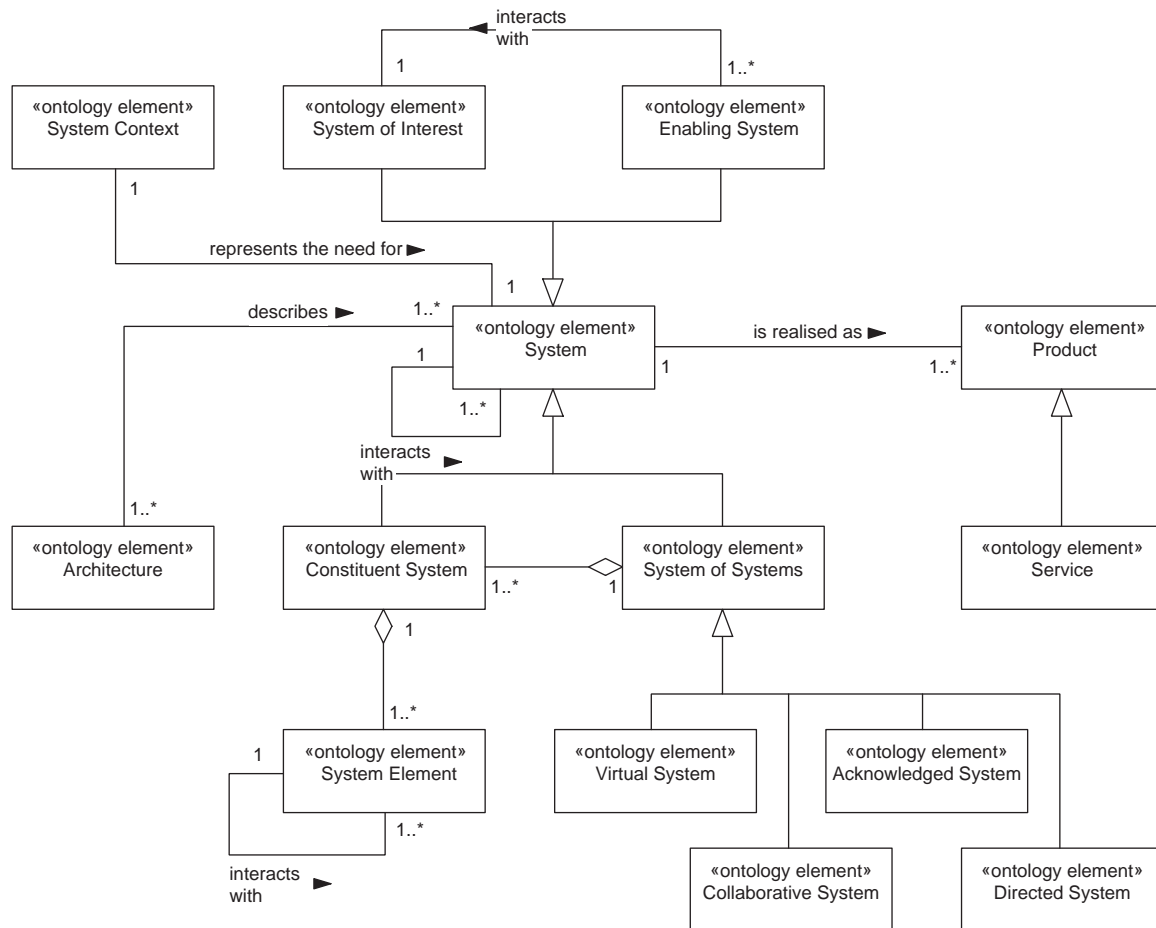 interacts
with
1
1..*
«ontology element»
System Context
«ontology element»
System of Interest
«ontology element»
Enabling System
1
represents the need for
1
describes
1..*
«ontology element»
System
is realised as
1
1..*
«ontology element»
Product
1
1..*
interacts
with
1..*
«ontology element»
Architecture
«ontology element»
Constituent System
1..*
1
«ontology element»
System of Systems
«ontology element»
Service
1
1..*
1
«ontology element»
System Element
1..*
interacts
with
«ontology element»
Virtual System
«ontology element»
Acknowledged System
«ontology element»
Collaborative System
«ontology element»
Directed System